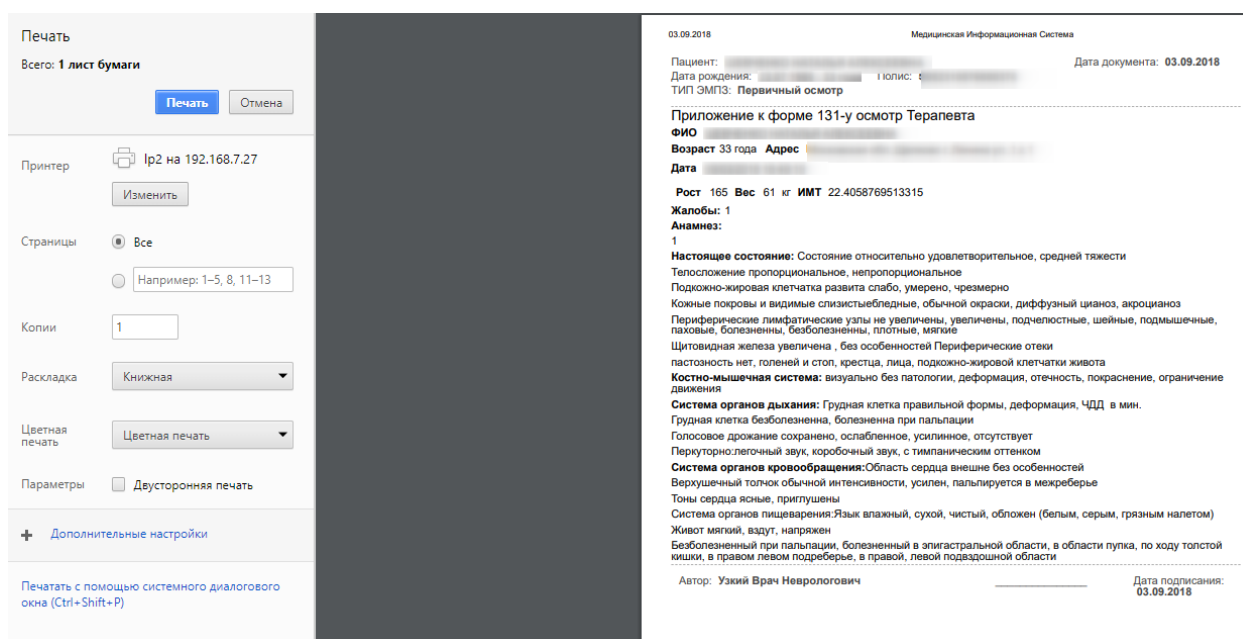 Печать
Всего: 1 лист бумаги
Печать Отмена
Принтер lp2 на 192.168.7.27
Изменить
Страницы Все
Например: 1–5, 8, 11–13
Копии 1
Раскладка Книжная
Цветная печать Цветная печать
Параметры Двусторонняя печать
+ Дополнительные настройки
Печатать с помощью системного диалогового
окна (Ctrl+Shift+P)
03.09.2018 Медицинская Информационная Система
Пациент: Дата документа: 03.09.2018
Дата рождения: Полис:
ТИП ЭМПЗ: Первичный осмотр
Приложение к форме 131-у осмотр Терапевта
ФИО
Возраст 33 года Адрес
Дата
Рост 165 Вес 61 кг ИМТ 22.4058769513315
Жалобы: 1
Анамнез:
1
Настоящее состояние: Состояние относительно удовлетворительное, средней тяжести
Телосложение пропорциональное, непропорциональное
Подкожно-жировая клетчатка развита слабо, умерено, чрезмерно
Кожные покровы и видимые слизистыебледные, обычной окраски, диффузный цианоз, акроцианоз
Периферические лимфатические узлы не увеличены, увеличены, подчелюстные, шейные, подмышечные,
паховые, болезненны, безболезненны, плотные, мягкие
Щитовидная железа увеличена , без особенностей Периферические отеки
пастозность нет, голеней и стоп, крестца, лица, подкожно-жировой клетчатки живота
Костно-мышечная система: визуально без патологии, деформация, отечность, покраснение, ограничение
движения
Система органов дыхания: Грудная клетка правильной формы, деформация, ЧДД в мин.
Грудная клетка безболезненна, болезненна при пальпации
Голосовое дрожание сохранено, ослабленное, усилинное, отсутствует
Перкуторно:легочный звук, коробочный звук, с тимпаническим оттенком
Система органов кровообращения:Область сердца внешне без особенностей
Верхушечный толчок обычной интенсивности, усилен, пальпируется в межреберье
Тоны сердца ясные, приглушены
Система органов пищеварения:Язык влажный, сухой, чистый, обложен (белым, серым, грязным налетом)
Живот мягкий, вздут, напряжен
Безболезненный при пальпации, болезненный в эпигастральной области, в области пупка, по ходу толстой
кишки, в правом левом подреберье, в правой, левой подвздошной области
Автор: Узкий Врач Неврологович Дата подписания:
03.09.2018